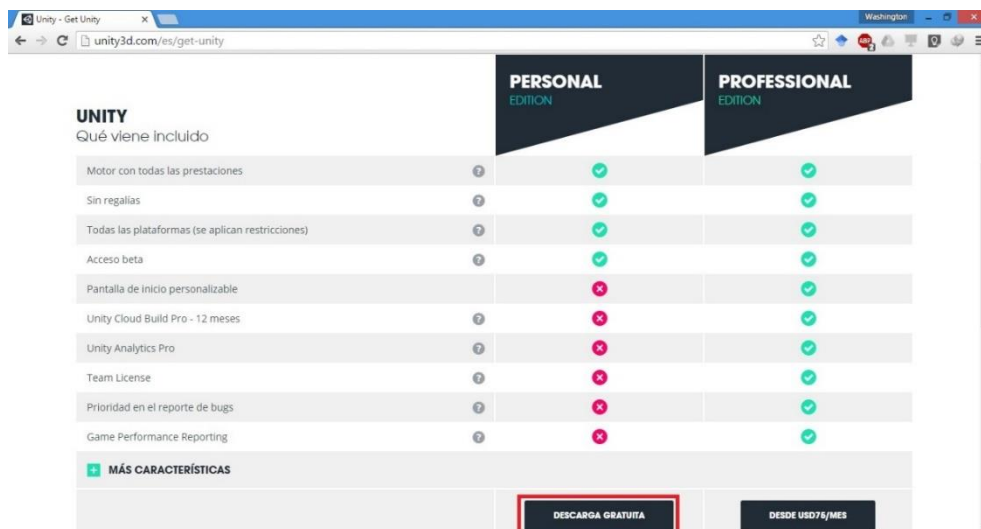 Unity - Get Unity
Washington
unity3d.com/es/get-unity
PERSONAL
EDITION
PROFESSIONAL
EDITION
UNITY
Qué viene incluido
Motor con todas las prestaciones
Sin regalías
Todas las plataformas (se aplican restricciones)
Acceso beta
Pantalla de inicio personalizable
Unity Cloud Build Pro - 12 meses
Unity Analytics Pro
Team License
Prioridad en el reporte de bugs
Game Performance Reporting
MÁS CARACTERÍSTICAS
DESCARGA GRATUITA
DESDE USD75/MES